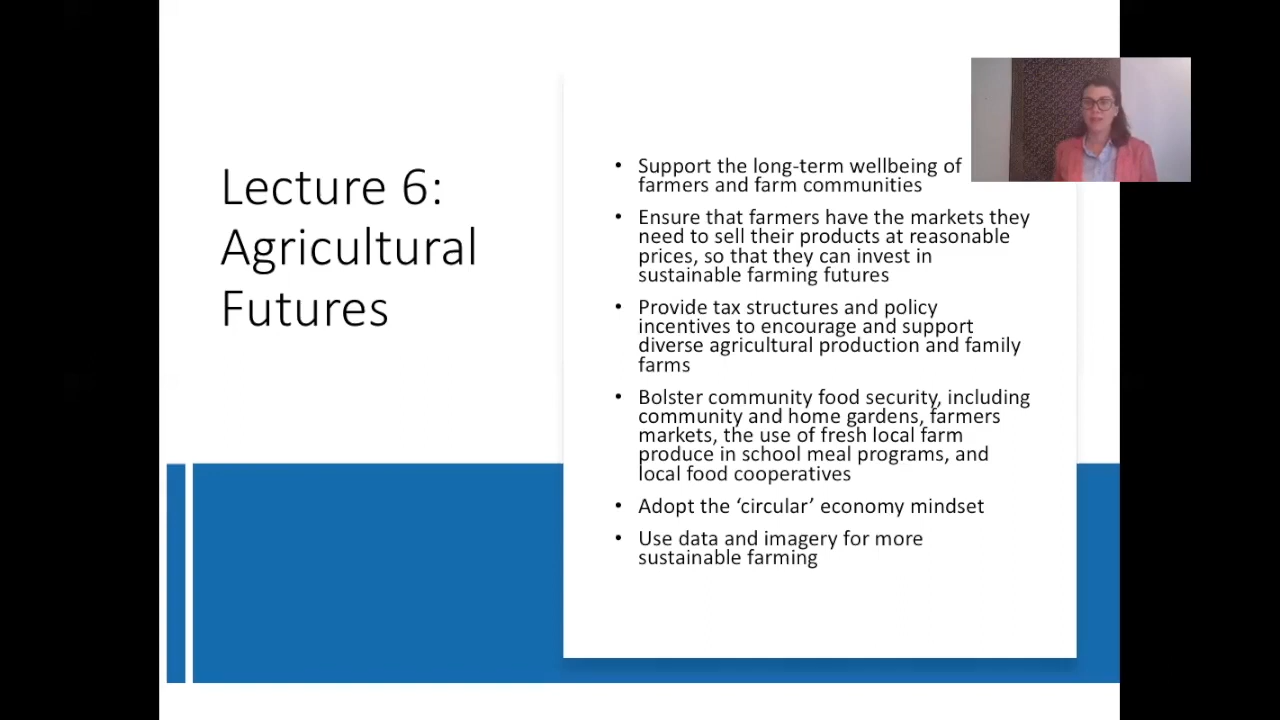 Lecture 6:
Agricultural
Futures
• Support the long-term wellbeing of
farmers and farm communities
• Ensure that farmers have the markets they
need to sell their products at reasonable
prices, so that they can invest in
sustainable farming futures
• Provide tax structures and policy
incentives to encourage and support
diverse agricultural production and family
farms
• Bolster community food security, including
community and home gardens, farmers
markets, the use of fresh local farm
produce in school meal programs, and
local food cooperatives
• Adopt the ‘circular’ economy mindset
• Use data and imagery for more
sustainable farming